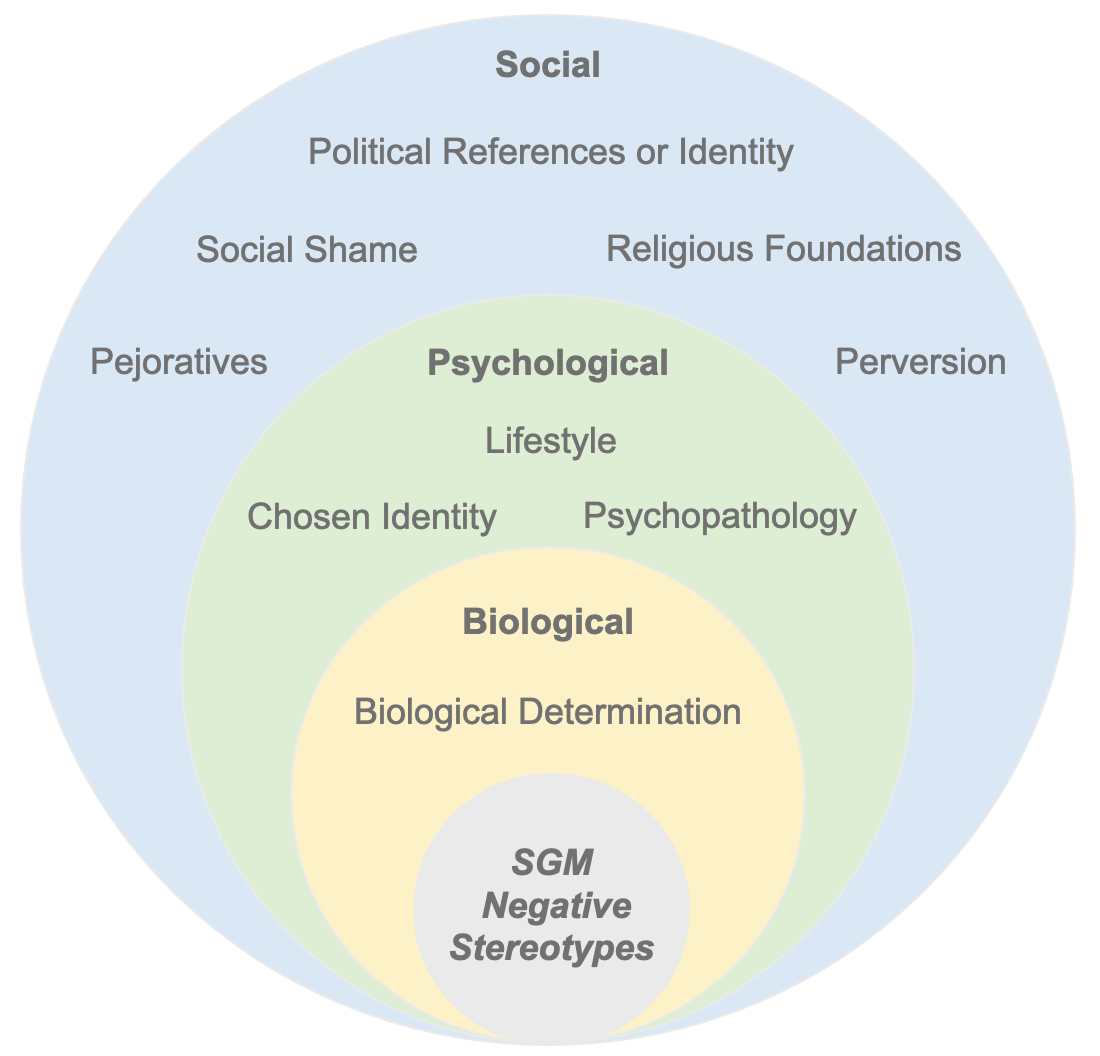 Social
Political References or Identity
Social Shame
Religious Foundations
Pejoratives
Perversion
Psychological
Lifestyle
Chosen Identity
Psychopathology
Biological
Biological Determination
SGM
Negative
Stereotypes